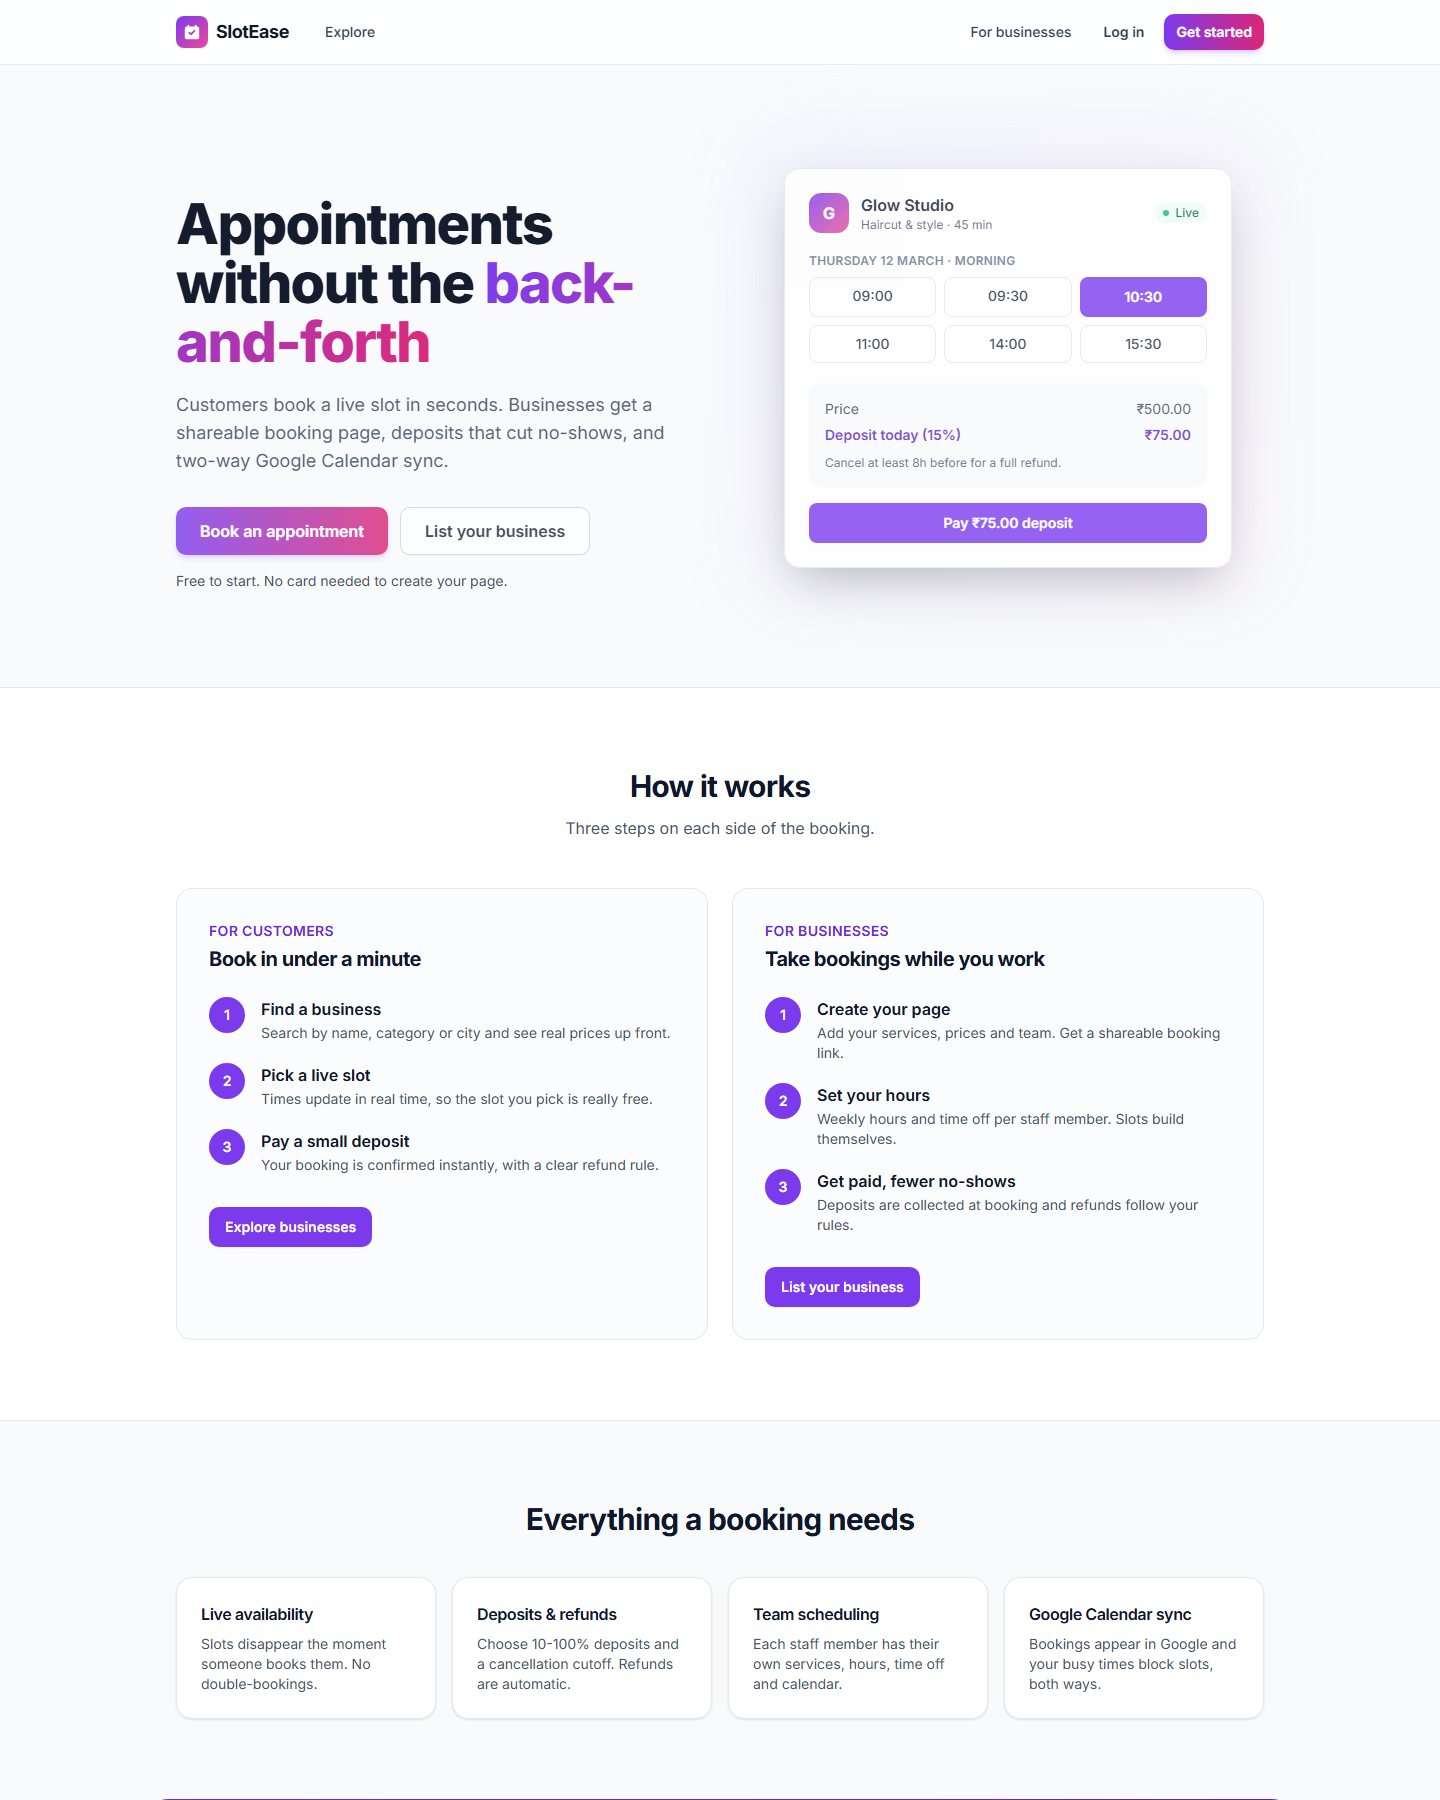 SlotEase
Explore
For businesses
Log in
Get started
Appointments
without the back-
and-forth
Customers book a live slot in seconds. Businesses get a
shareable booking page, deposits that cut no-shows, and
two-way Google Calendar sync.
Book an appointment
List your business
Free to start. No card needed to create your page.
G
Glow Studio
Haircut & style · 45 min
Live
THURSDAY 12 MARCH · MORNING
09:00
09:30
10:30
11:00
14:00
15:30
Price
₹500.00
Deposit today (15%)
₹75.00
Cancel at least 8h before for a full refund.
Pay ₹75.00 deposit
How it works
Three steps on each side of the booking.
FOR CUSTOMERS
Book in under a minute
1
Find a business
Search by name, category or city and see real prices up front.
2
Pick a live slot
Times update in real time, so the slot you pick is really free.
3
Pay a small deposit
Your booking is confirmed instantly, with a clear refund rule.
Explore businesses
FOR BUSINESSES
Take bookings while you work
1
Create your page
Add your services, prices and team. Get a shareable booking
link.
2
Set your hours
Weekly hours and time off per staff member. Slots build
themselves.
3
Get paid, fewer no-shows
Deposits are collected at booking and refunds follow your
rules.
List your business
Everything a booking needs
Live availability
Slots disappear the moment
someone books them. No
double-bookings.
Deposits & refunds
Choose 10-100% deposits and
a cancellation cutoff. Refunds
are automatic.
Team scheduling
Each staff member has their
own services, hours, time off
and calendar.
Google Calendar sync
Bookings appear in Google and
your busy times block slots,
both ways.